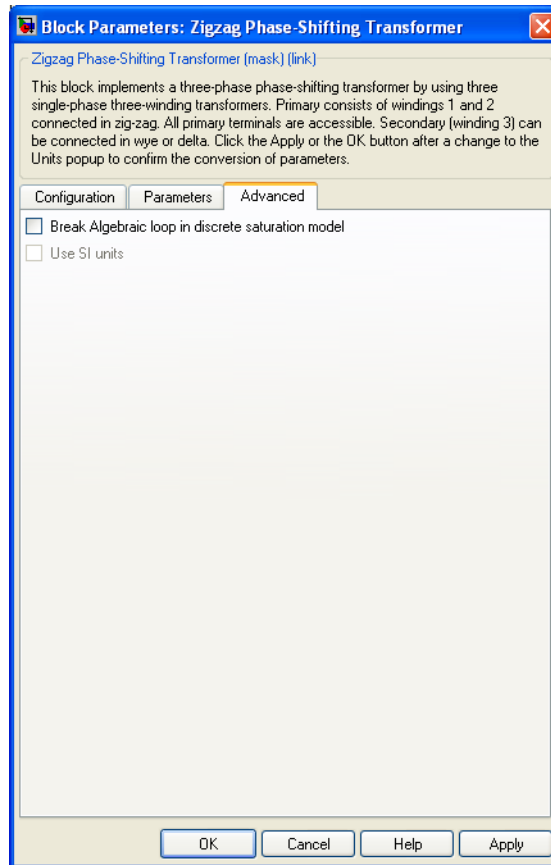 Block Parameters: Zigzag Phase-Shifting Transformer
Zigzag Phase-Shifting Transformer (mask) (link)
This block implements a three-phase phase-shifting transformer by using three
single-phase three-winding transformers. Primary consists of windings 1 and 2
connected in zig-zag. All primary terminals are accessible. Secondary (winding 3) can
be connected in wye or delta. Click the Apply or the OK button after a change to the
Units popup to confirm the conversion of parameters.
Configuration Parameters Advanced
Break Algebraic loop in discrete saturation model
Use SI units
OK Cancel Help Apply